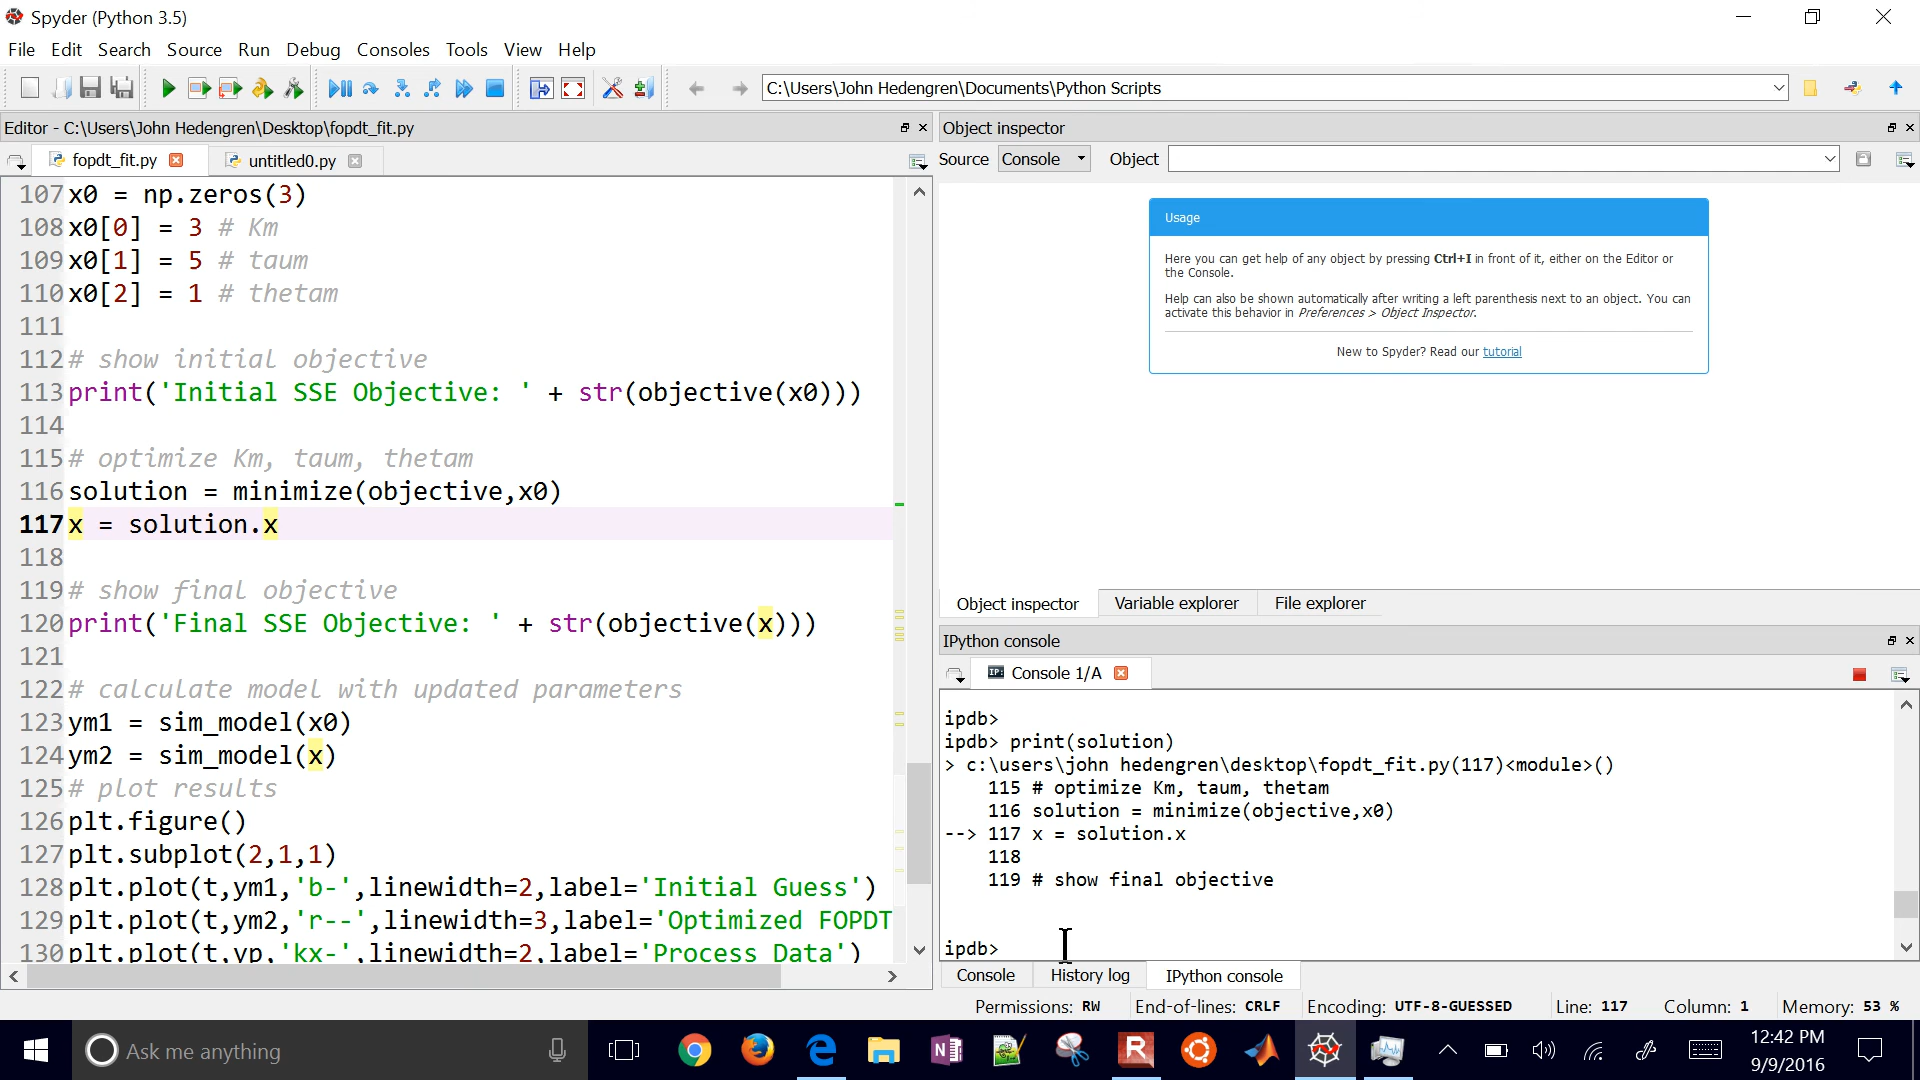 Spyder (Python 3.5)
File Edit Search Source Run Debug Consoles Tools View Help
C:\Users\John Hedengren\Documents\Python Scripts
Editor - C:\Users\John Hedengren\Desktop\fopdt_fit.py
fopdt_fit.py untitled0.py
107 x0 = np.zeros(3)
108 x0[0] = 3 # Km
109 x0[1] = 5 # taum
110 x0[2] = 1 # thetam
111
112 # show initial objective
113 print('Initial SSE Objective: ' + str(objective(x0)))
114
115 # optimize Km, taum, thetam
116 solution = minimize(objective,x0)
117 x = solution.x
118
119 # show final objective
120 print('Final SSE Objective: ' + str(objective(x)))
121
122 # calculate model with updated parameters
123 ym1 = sim_model(x0)
124 ym2 = sim_model(x)
125 # plot results
126 plt.figure()
127 plt.subplot(2,1,1)
128 plt.plot(t,ym1,'b-',linewidth=2,label='Initial Guess')
129 plt.plot(t,ym2,'r--',linewidth=3,label='Optimized FOPDT
130 plt.plot(t,yp,'kx-',linewidth=2,label='Process Data')
Object inspector
Source Console Object
Usage
Here you can get help of any object by pressing Ctrl+I in front of it, either on the Editor or
the Console.
Help can also be shown automatically after writing a left parenthesis next to an object. You can
activate this behavior in Preferences > Object Inspector.
New to Spyder? Read our tutorial
Object inspector Variable explorer File explorer
IPython console
IP: Console 1/A
ipdb>
ipdb> print(solution)
> c:\users\john hedengren\desktop\fopdt_fit.py(117)<module>()
115 # optimize Km, taum, thetam
116 solution = minimize(objective,x0)
--> 117 x = solution.x
118
119 # show final objective
ipdb>
Console History log IPython console
Permissions: RW End-of-lines: CRLF Encoding: UTF-8-GUESSED Line: 117 Column: 1 Memory: 53 %
Ask me anything
12:42 PM
9/9/2016